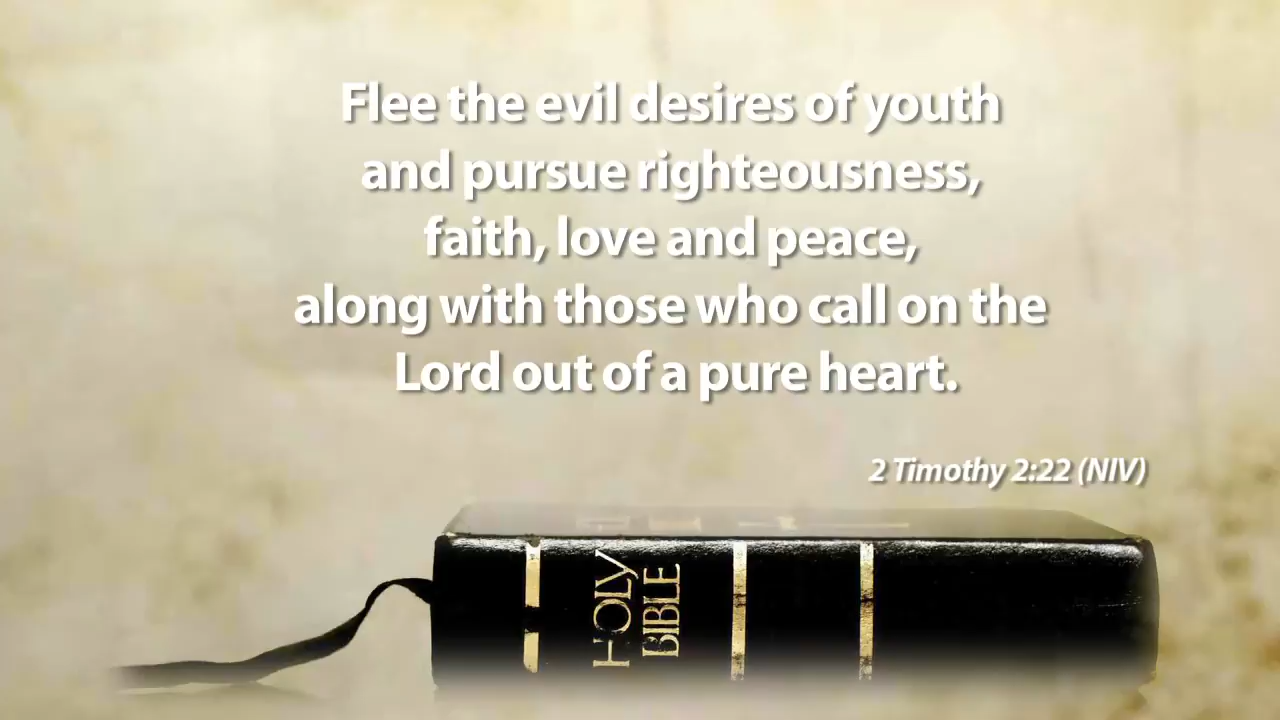 Flee the evil desires of youth
and pursue righteousness,
faith, love and peace,
along with those who call on the
Lord out of a pure heart.
2 Timothy 2:22 (NIV)
HOLY
BIBLE